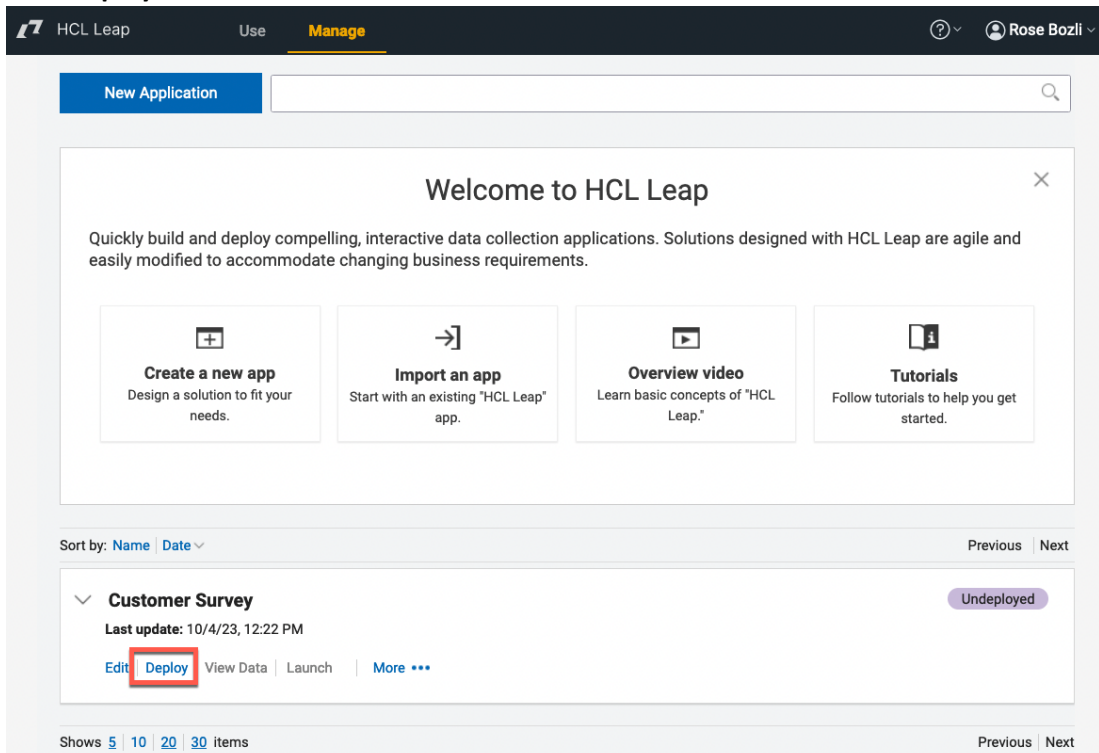 HCL Leap Use Manage Rose Bozli
New Application
Welcome to HCL Leap
Quickly build and deploy compelling, interactive data collection applications. Solutions designed with HCL Leap are agile and
easily modified to accommodate changing business requirements.
Create a new app
Design a solution to fit your
needs.
Import an app
Start with an existing "HCL Leap"
app.
Overview video
Learn basic concepts of "HCL
Leap."
Tutorials
Follow tutorials to help you get
started.
Sort by: Name Date Previous Next
Customer Survey Undeployed
Last update: 10/4/23, 12:22 PM
Edit Deploy View Data Launch More •••
Shows 5 10 20 30 items Previous Next